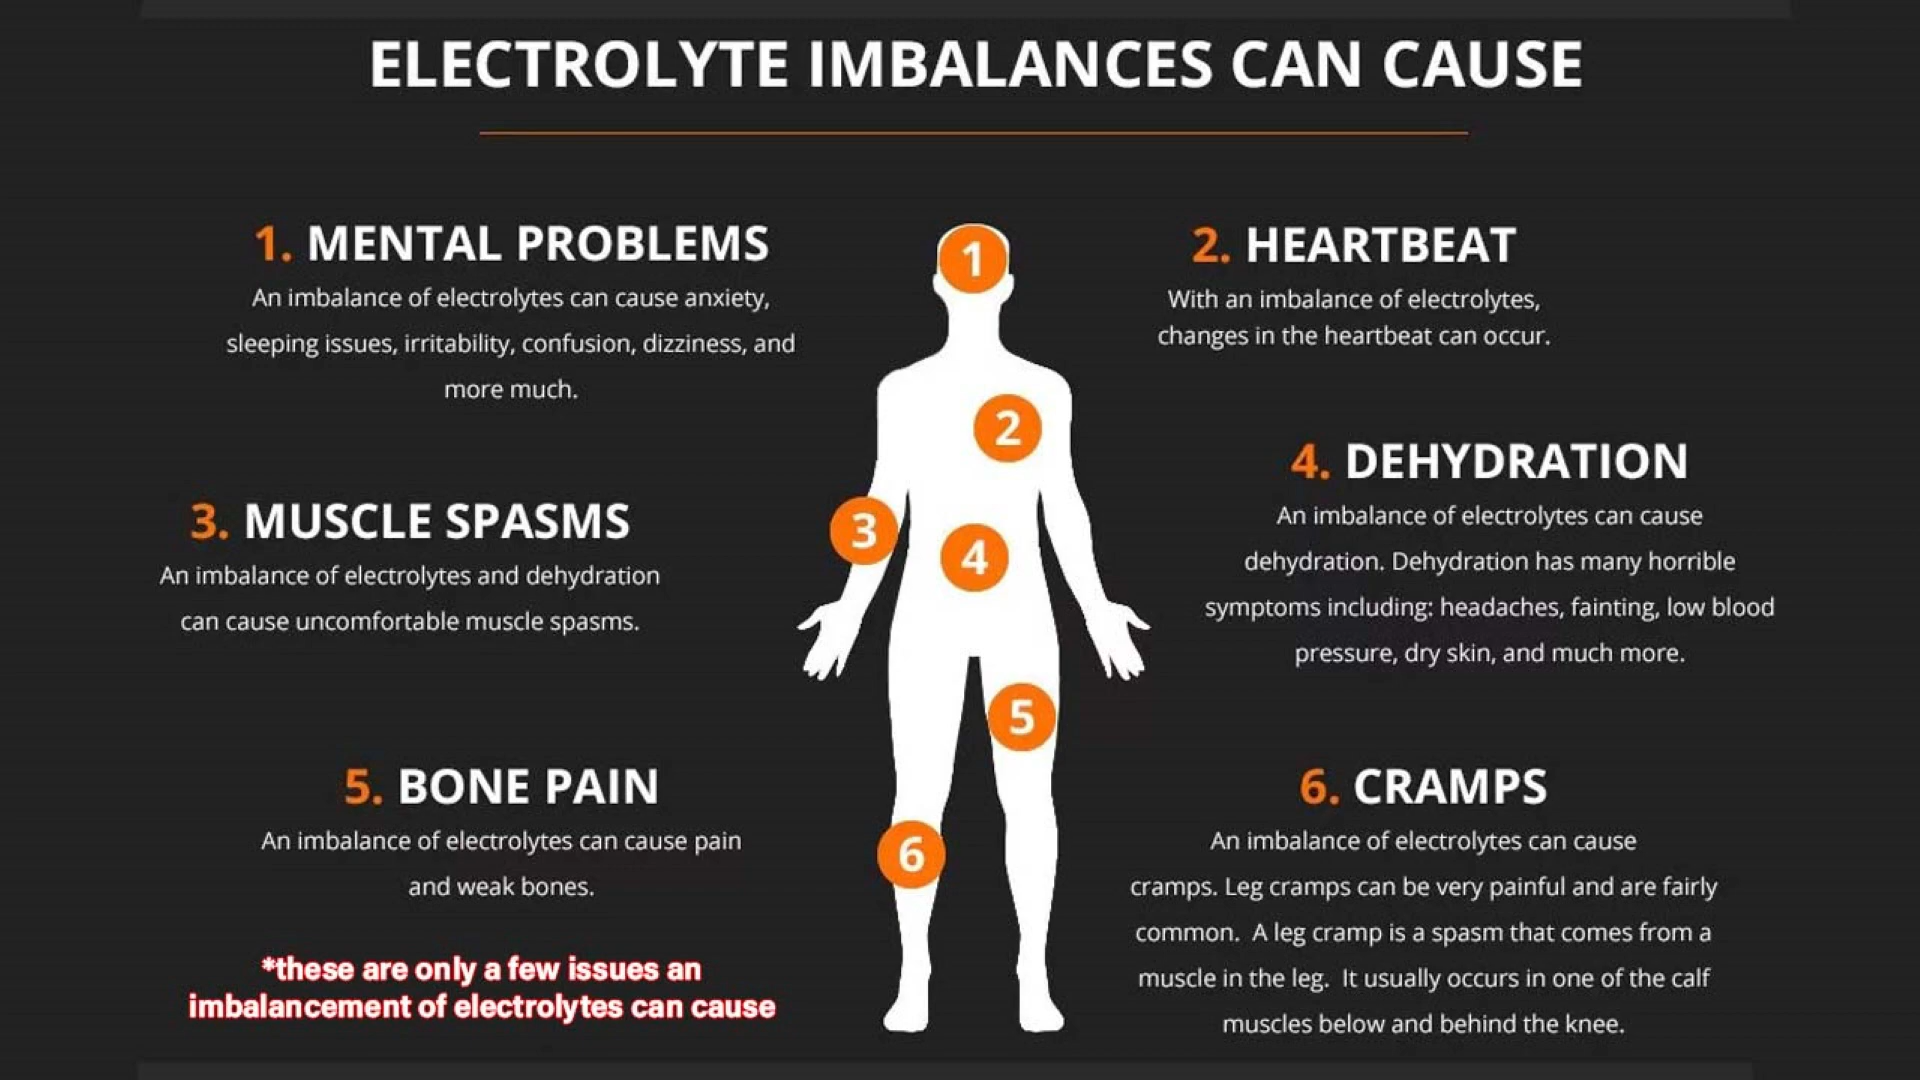 ELECTROLYTE IMBALANCES CAN CAUSE
1. MENTAL PROBLEMS
An imbalance of electrolytes can cause anxiety,
sleeping issues, irritability, confusion, dizziness, and
more much.
2. HEARTBEAT
With an imbalance of electrolytes,
changes in the heartbeat can occur.
3. MUSCLE SPASMS
An imbalance of electrolytes and dehydration
can cause uncomfortable muscle spasms.
4. DEHYDRATION
An imbalance of electrolytes can cause
dehydration. Dehydration has many horrible
symptoms including: headaches, fainting, low blood
pressure, dry skin, and much more.
5. BONE PAIN
An imbalance of electrolytes can cause pain
and weak bones.
6. CRAMPS
An imbalance of electrolytes can cause
cramps. Leg cramps can be very painful and are fairly
common. A leg cramp is a spasm that comes from a
muscle in the leg. It usually occurs in one of the calf
muscles below and behind the knee.
*these are only a few issues an
imbalancement of electrolytes can cause
1
2
3
4
5
6